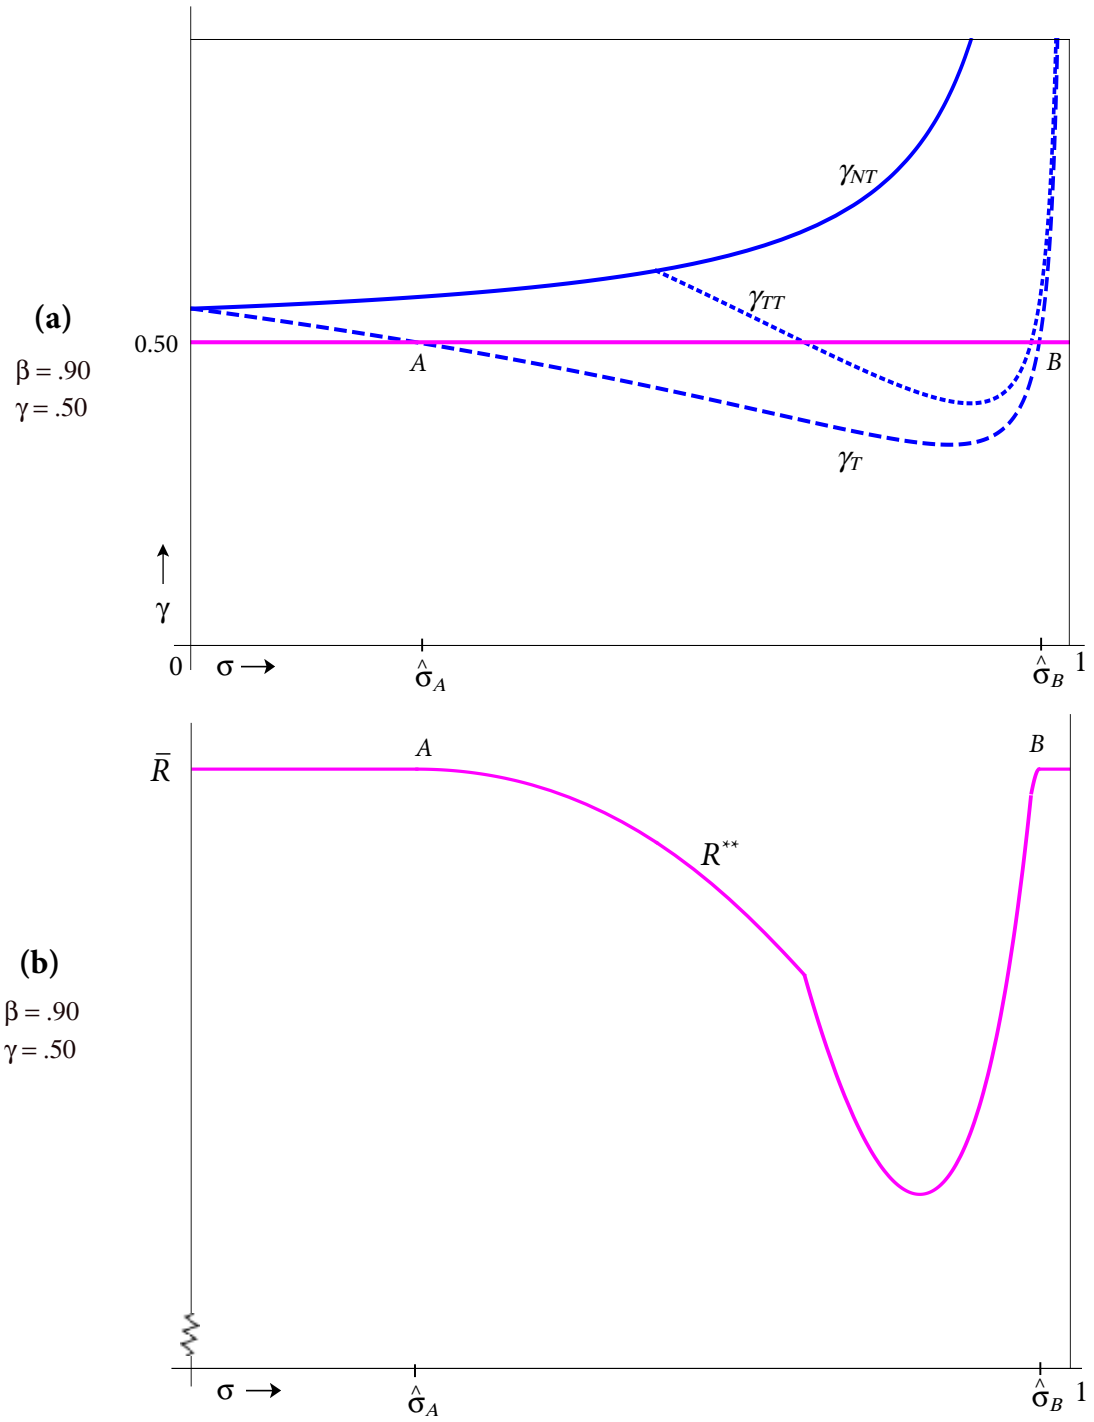 γNT
(a)
γTT
0.50
A
B
β = .90
γ = .50
γT
γ
0
σ
σ̂A
σ̂B
1
R̄
A
B
R**
(b)
β = .90
γ = .50
σ
σ̂A
σ̂B
1